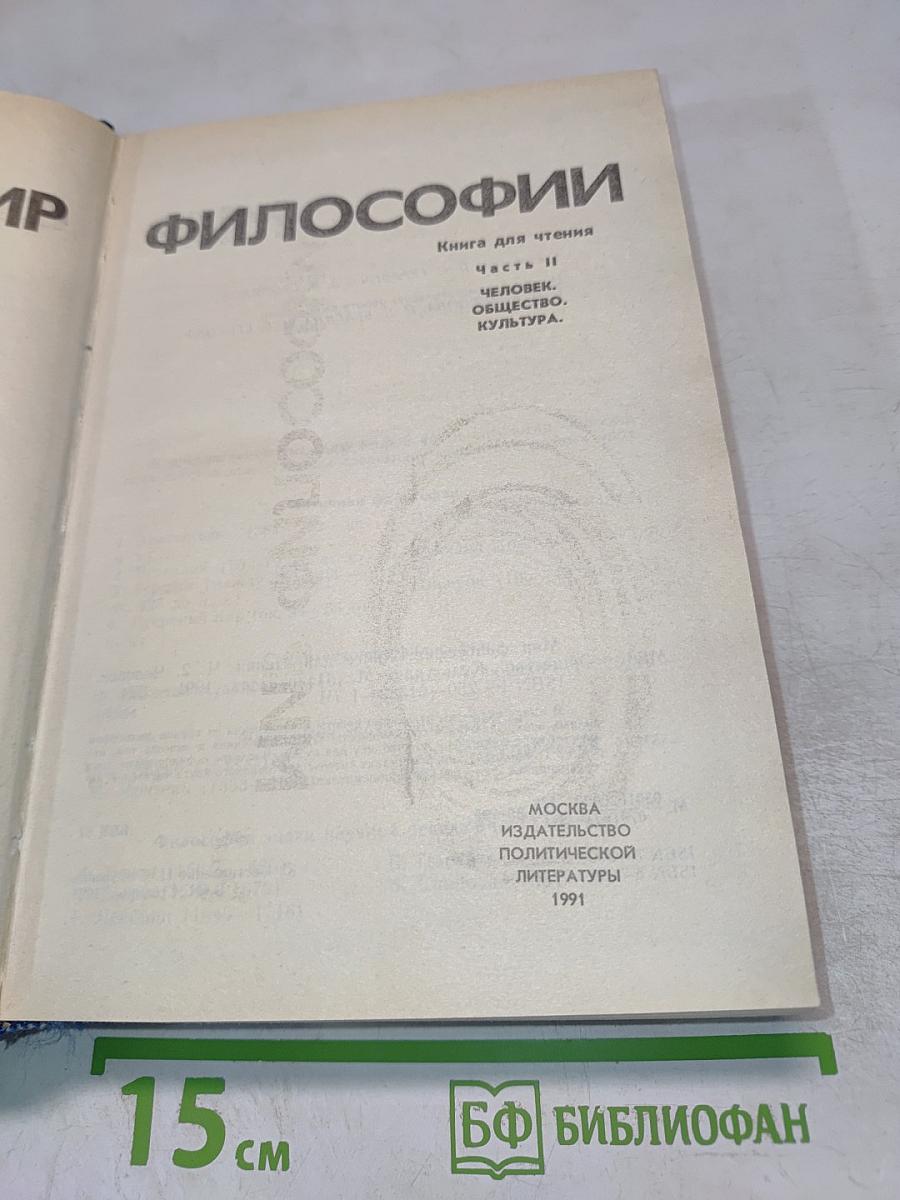 ИР
ФИЛОСОФИИ
Книга для чтения
Часть II
ЧЕЛОВЕК.
ОБЩЕСТВО.
КУЛЬТУРА.
МОСКВА
ИЗДАТЕЛЬСТВО
ПОЛИТИЧЕСКОЙ
ЛИТЕРАТУРЫ
1991
15 см
БФ БИБЛИОФАН